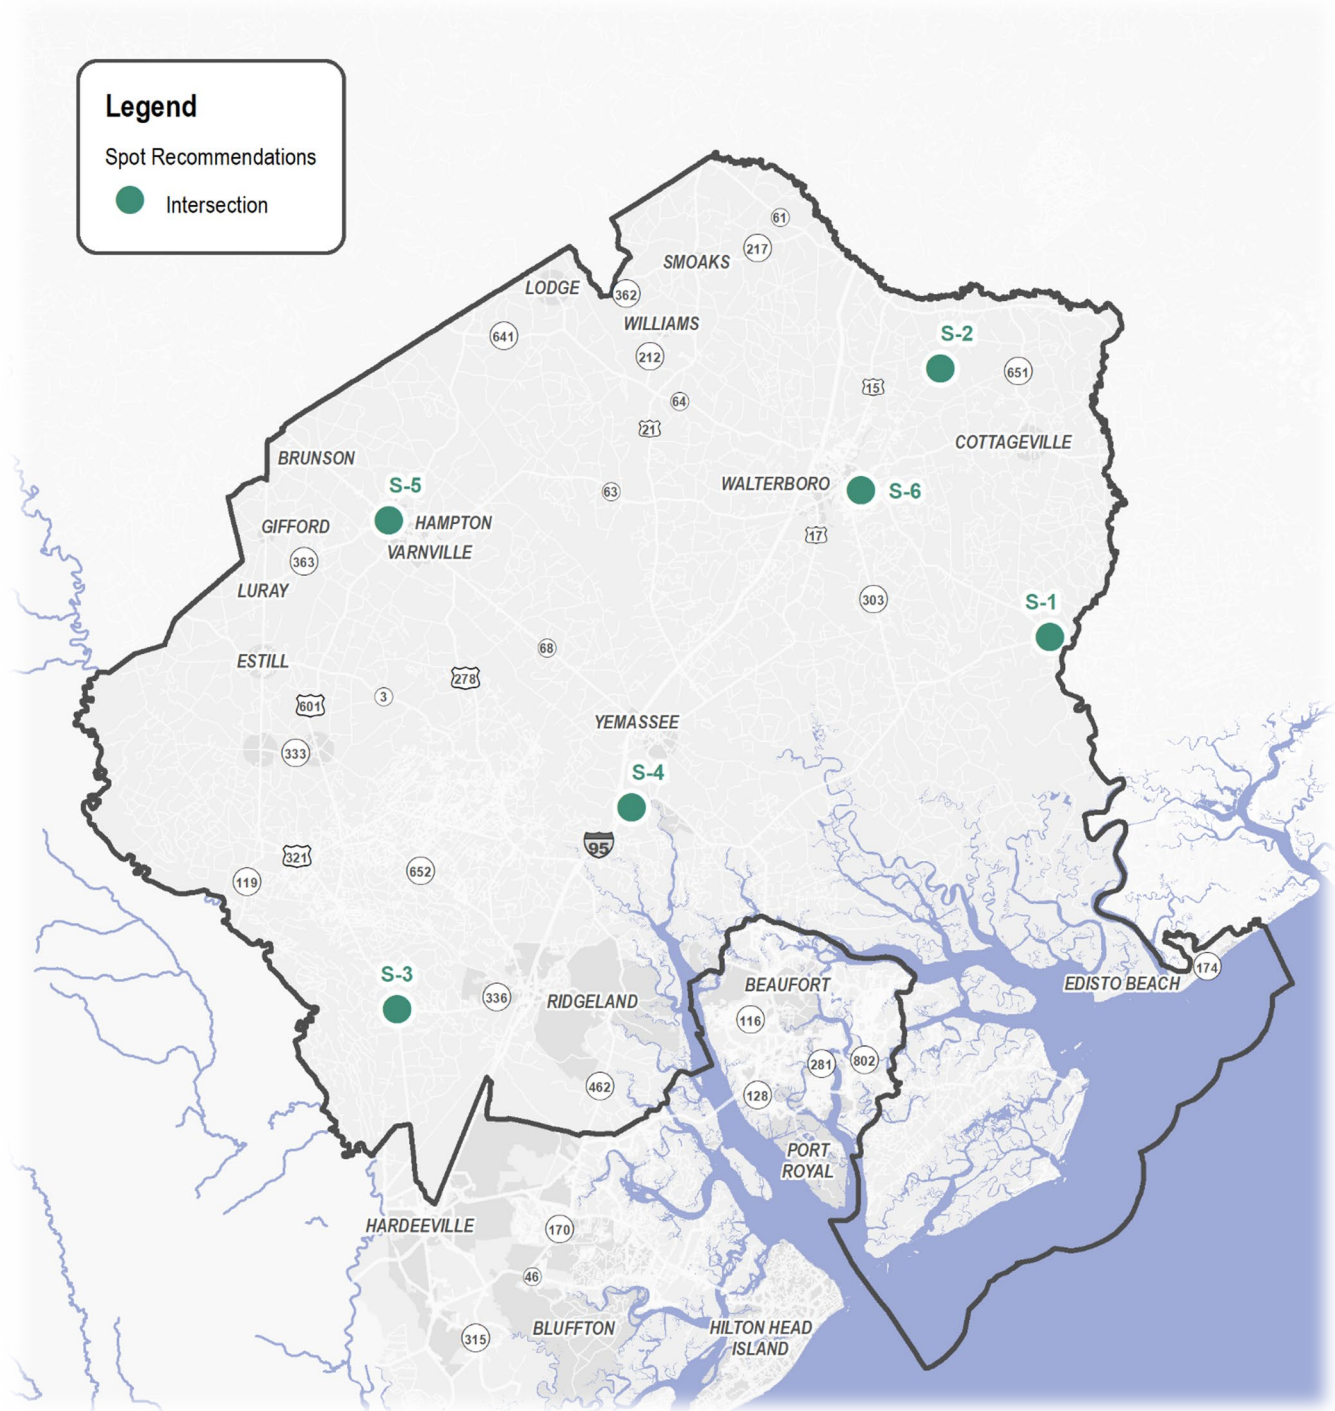 Legend
Spot Recommendations
Intersection
61
217
SMOAKS
LODGE
362
WILLIAMS
641
212
S-2
651
15
64
21
COTTAGEVILLE
BRUNSON
S-5
63
WALTERBORO
S-6
GIFFORD
HAMPTON
17
VARNVILLE
363
LURAY
303
S-1
ESTILL
68
278
3
601
YEMASSEE
333
S-4
95
321
652
119
S-3
336
RIDGELAND
BEAUFORT
EDISTO BEACH
174
116
281
802
462
128
PORT
ROYAL
HARDEEVILLE
170
46
315
BLUFFTON
HILTON HEAD
ISLAND